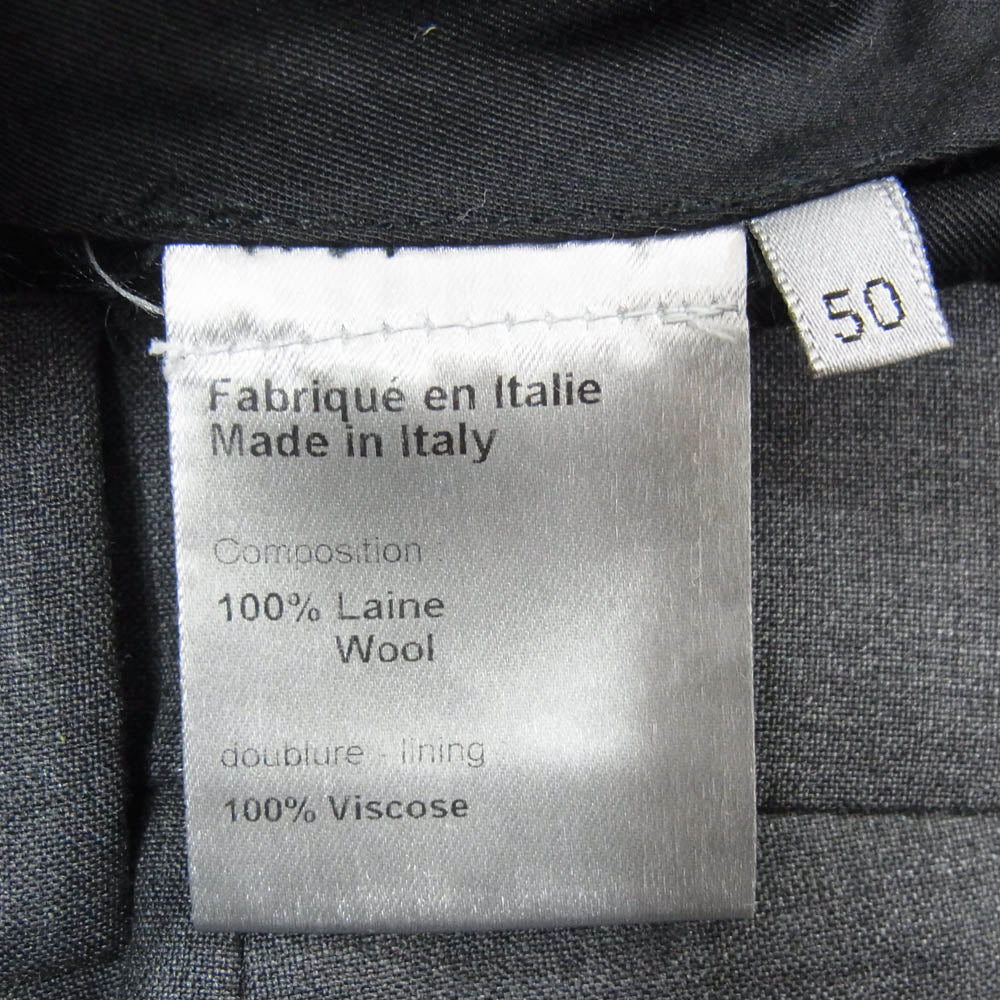 50
Fabriqué en Italie
Made in Italy
Composition :
100% Laine
Wool
doublure - lining :
100% Viscose